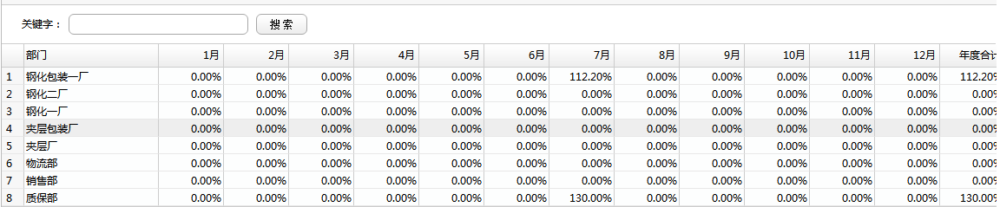 关键字： 搜 索
部门 1月 2月 3月 4月 5月 6月 7月 8月 9月 10月 11月 12月 年度合计
1 钢化包装一厂 0.00% 0.00% 0.00% 0.00% 0.00% 0.00% 112.20% 0.00% 0.00% 0.00% 0.00% 0.00% 112.20%
2 钢化二厂 0.00% 0.00% 0.00% 0.00% 0.00% 0.00% 0.00% 0.00% 0.00% 0.00% 0.00% 0.00% 0.00%
3 钢化一厂 0.00% 0.00% 0.00% 0.00% 0.00% 0.00% 0.00% 0.00% 0.00% 0.00% 0.00% 0.00% 0.00%
4 夹层包装厂 0.00% 0.00% 0.00% 0.00% 0.00% 0.00% 0.00% 0.00% 0.00% 0.00% 0.00% 0.00% 0.00%
5 夹层厂 0.00% 0.00% 0.00% 0.00% 0.00% 0.00% 0.00% 0.00% 0.00% 0.00% 0.00% 0.00% 0.00%
6 物流部 0.00% 0.00% 0.00% 0.00% 0.00% 0.00% 0.00% 0.00% 0.00% 0.00% 0.00% 0.00% 0.00%
7 销售部 0.00% 0.00% 0.00% 0.00% 0.00% 0.00% 0.00% 0.00% 0.00% 0.00% 0.00% 0.00% 0.00%
8 质保部 0.00% 0.00% 0.00% 0.00% 0.00% 0.00% 130.00% 0.00% 0.00% 0.00% 0.00% 0.00% 130.00%